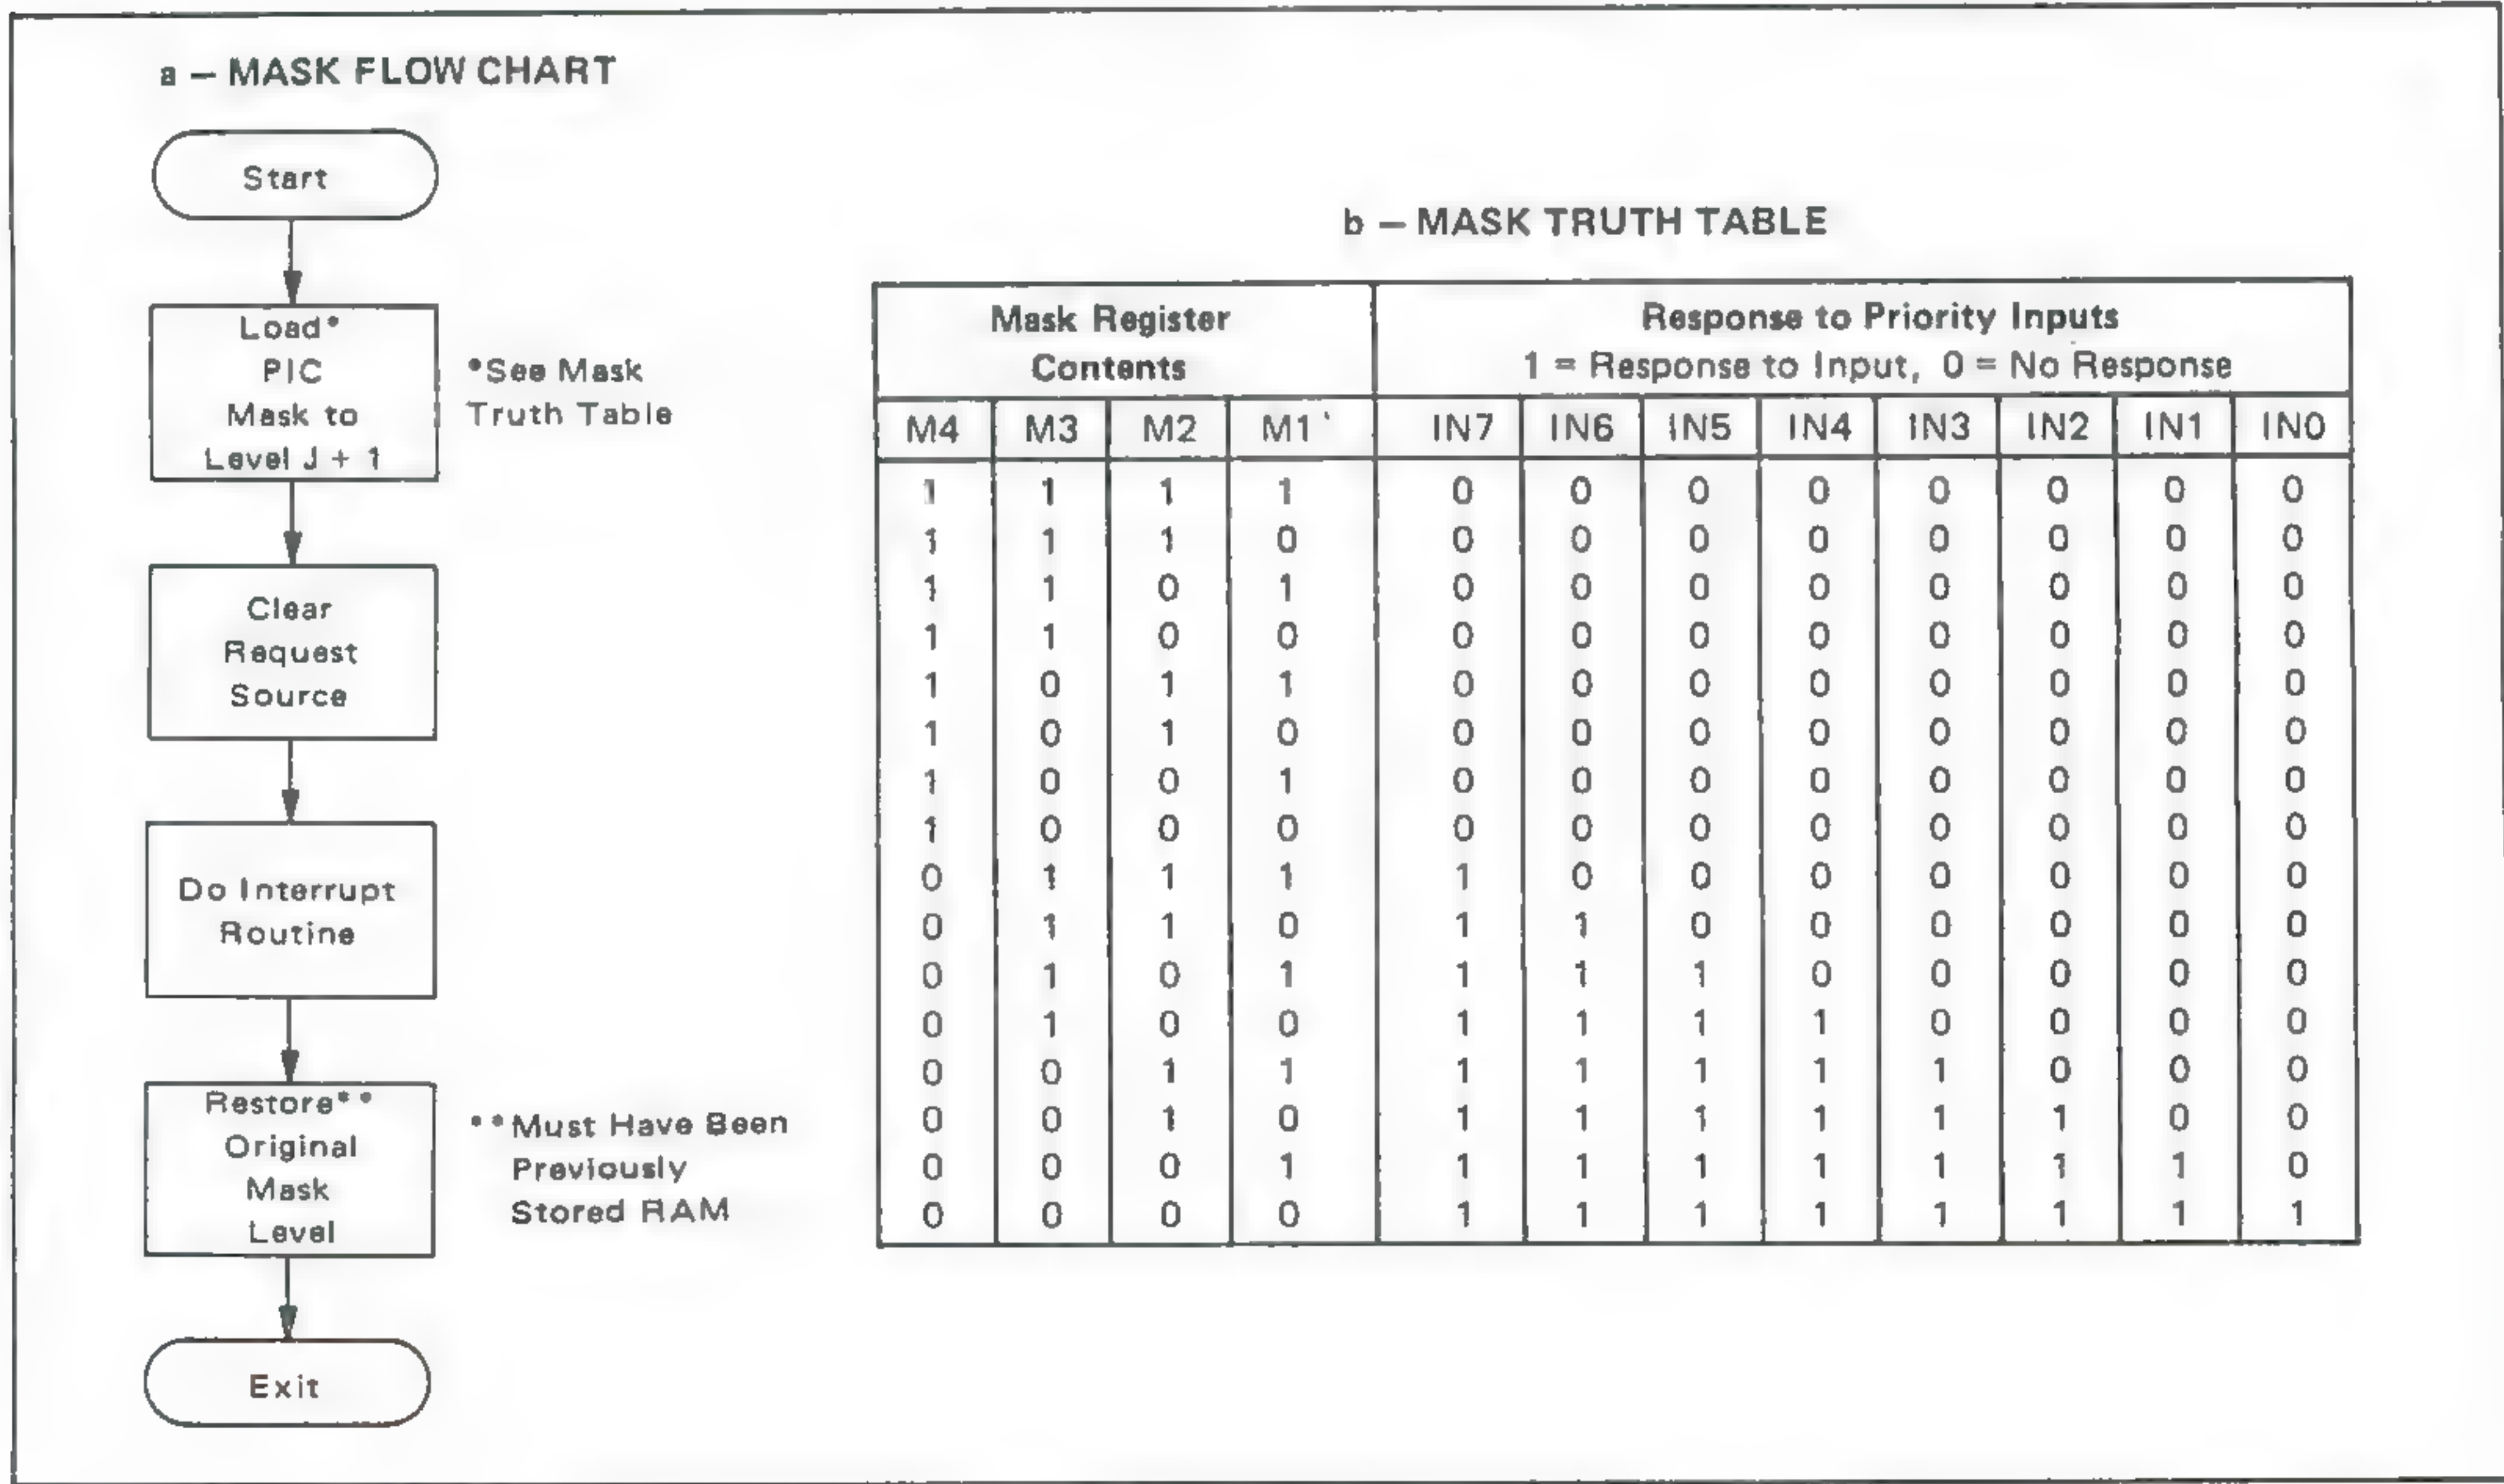 a — MASK FLOW CHART
Start
Load*
PIC
Mask to
Level J + 1
*See Mask
Truth Table
Clear
Request
Source
Do Interrupt
Routine
Restore**
Original
Mask
Level
**Must Have Been
Previously
Stored RAM
Exit
b — MASK TRUTH TABLE
Mask Register
Contents
Response to Priority Inputs
1 = Response to Input, 0 = No Response
M4 M3 M2 M1 IN7 IN6 IN5 IN4 IN3 IN2 IN1 IN0
1 1 1 1 0 0 0 0 0 0 0 0
1 1 1 0 0 0 0 0 0 0 0 0
1 1 0 1 0 0 0 0 0 0 0 0
1 1 0 0 0 0 0 0 0 0 0 0
1 0 1 1 0 0 0 0 0 0 0 0
1 0 1 0 0 0 0 0 0 0 0 0
1 0 0 1 0 0 0 0 0 0 0 0
1 0 0 0 0 0 0 0 0 0 0 0
0 1 1 1 1 0 0 0 0 0 0 0
0 1 1 0 1 1 0 0 0 0 0 0
0 1 0 1 1 1 1 0 0 0 0 0
0 1 0 0 1 1 1 1 0 0 0 0
0 0 1 1 1 1 1 1 1 0 0 0
0 0 1 0 1 1 1 1 1 1 0 0
0 0 0 1 1 1 1 1 1 1 1 0
0 0 0 0 1 1 1 1 1 1 1 1